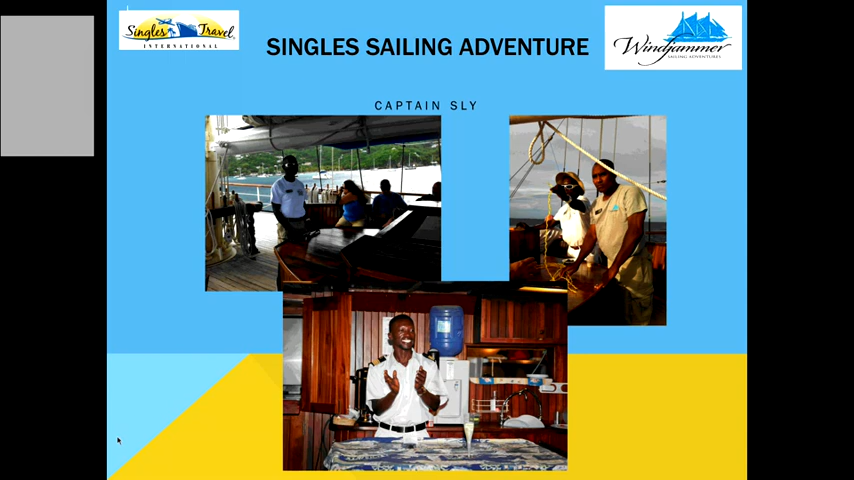 Singles Travel
INTERNATIONAL
SINGLES SAILING ADVENTURE
Windjammer
SAILING ADVENTURES
CAPTAIN SLY